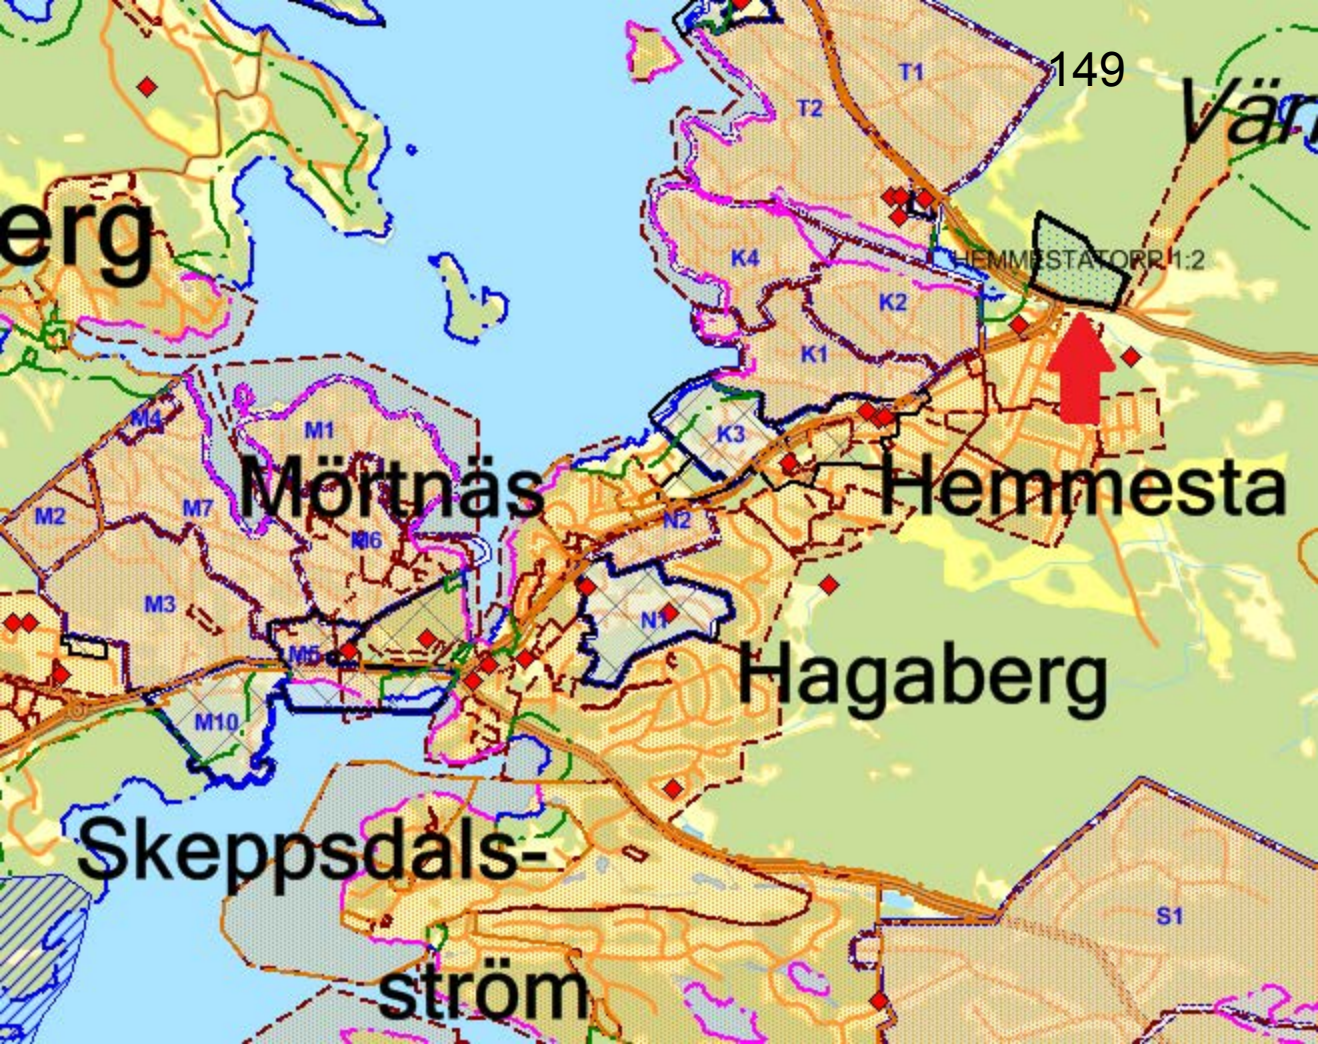 149
T1
T2
Vär
erg
HEMMESTATORP 1:2
K4
K2
K1
M4
M1
K3
Mörtnäs
Hemmesta
M2
M7
N2
M6
M3
N1
M5
Hagaberg
M10
Skeppsdals-
S1
ström